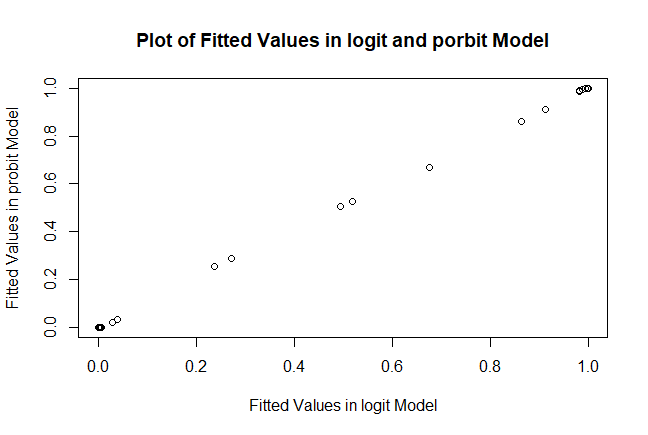 Plot of Fitted Values in logit and porbit Model
Fitted Values in probit Model
1.0
0.8
0.6
0.4
0.2
0.0
0.0 0.2 0.4 0.6 0.8 1.0
Fitted Values in logit Model